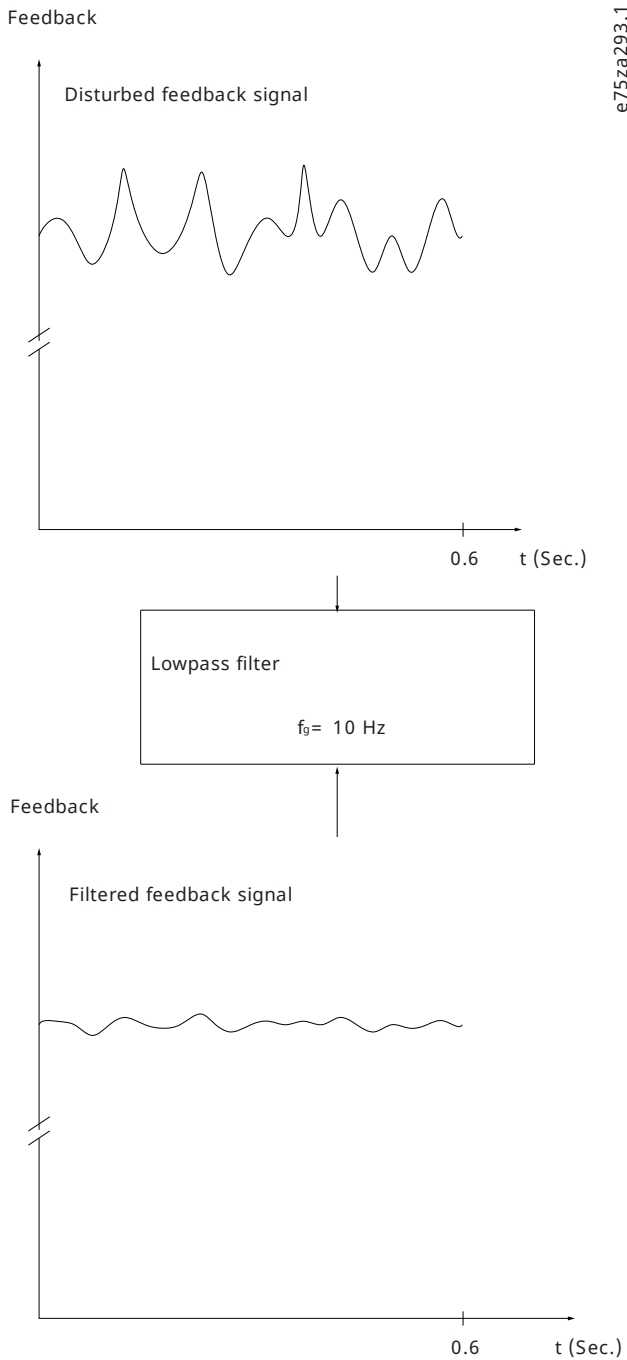 Feedback
e75za293.1
Disturbed feedback signal
0.6 t (Sec.)
Lowpass filter
fg= 10 Hz
Feedback
Filtered feedback signal
0.6 t (Sec.)